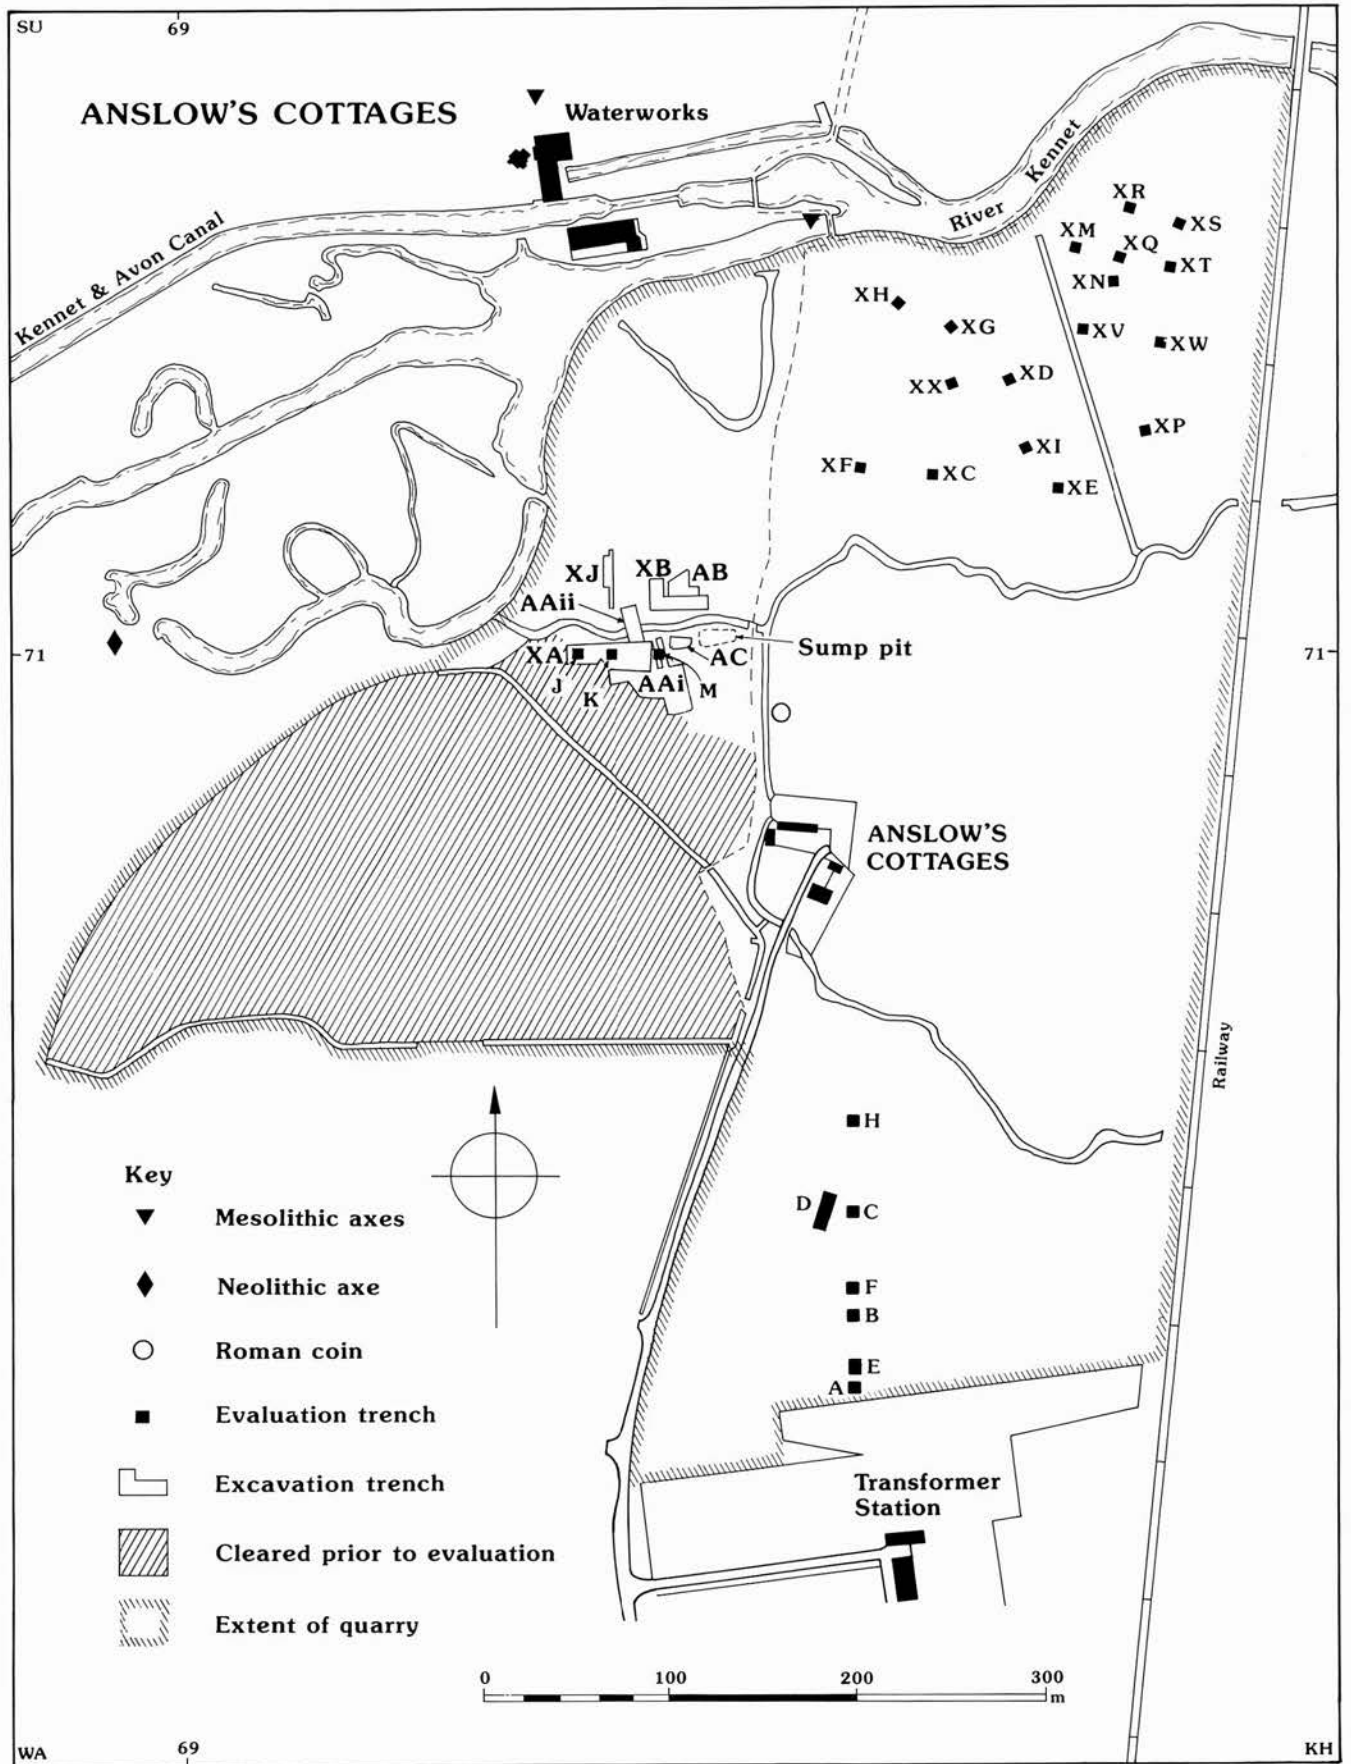 SU
69
ANSLOW'S COTTAGES
Waterworks
Kennet & Avon Canal
River Kennet
XR
XS
XM
XQ
XT
XN
XH
XG
XV
XW
XX
XD
XP
XI
XF
XC
XE
XJ
XB
AB
AAii
71
XA
AC
Sump pit
71
J
K
AAi
M
ANSLOW'S
COTTAGES
Railway
H
D
C
F
B
E
A
Key
Mesolithic axes
Neolithic axe
Roman coin
Evaluation trench
Excavation trench
Cleared prior to evaluation
Extent of quarry
Transformer
Station
0 100 200 300
m
WA
69
KH